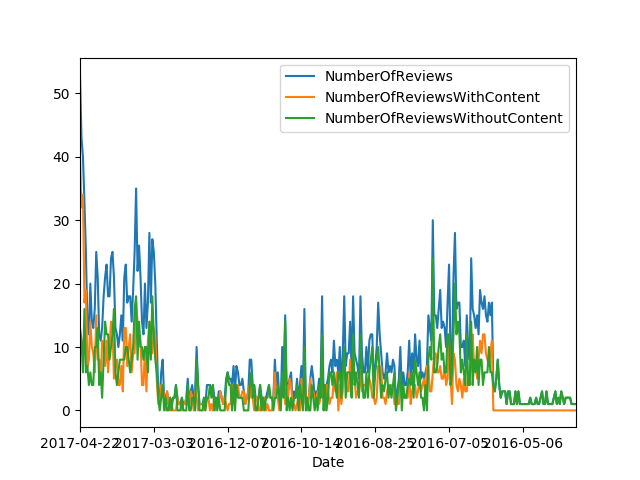 NumberOfReviews
NumberOfReviewsWithContent
NumberOfReviewsWithoutContent
50
40
30
20
10
0
2017-04-22 2017-03-03 2016-12-07 2016-10-14 2016-08-25 2016-07-05 2016-05-06
Date